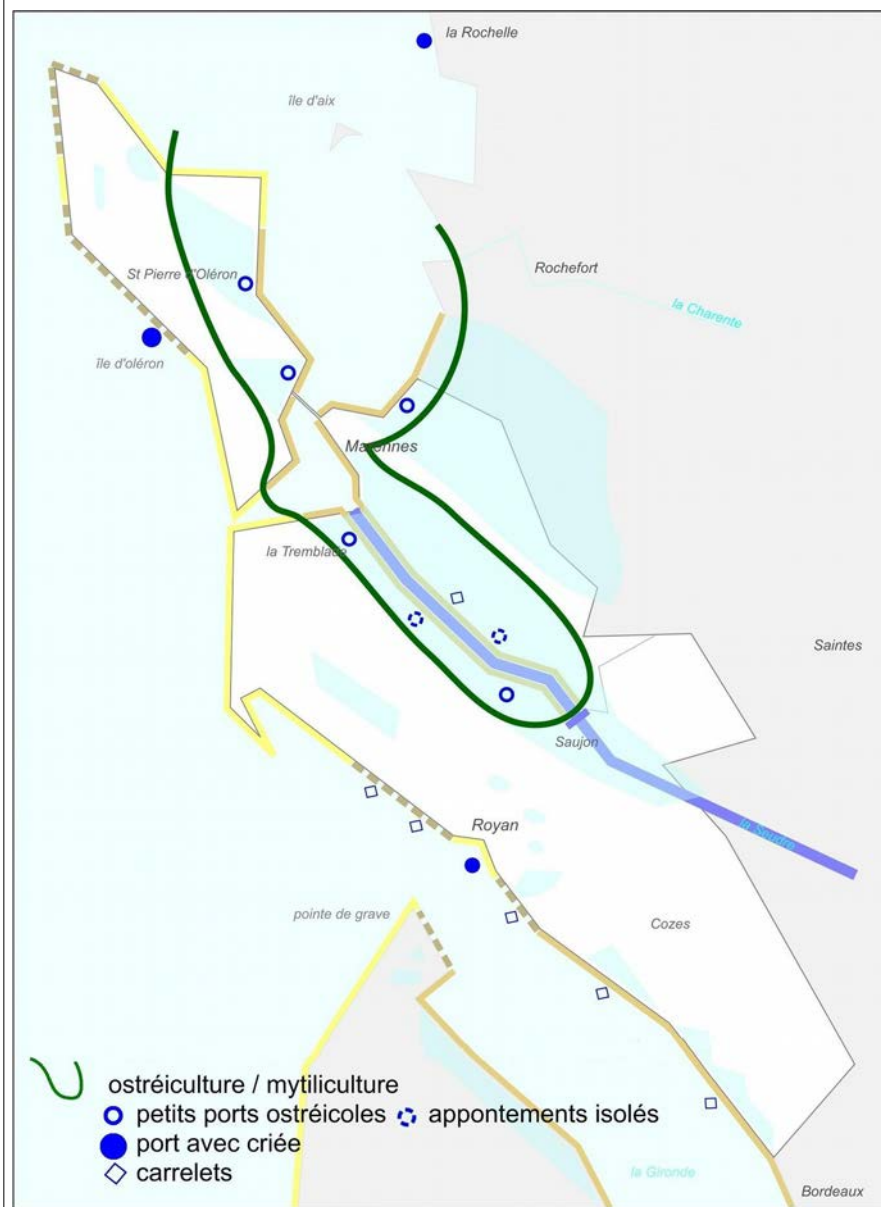 la Rochelle
île d'aix
Rochefort
St Pierre d'Oléron
la Charente
île d'oléron
Marennes
la Tremblade
Saintes
Saujon
Royan
la Seudre
pointe de grave
Cozes
ostréiculture / mytiliculture
petits ports ostréicoles appontements isolés
port avec criée
carrelets
la Gironde
Bordeaux